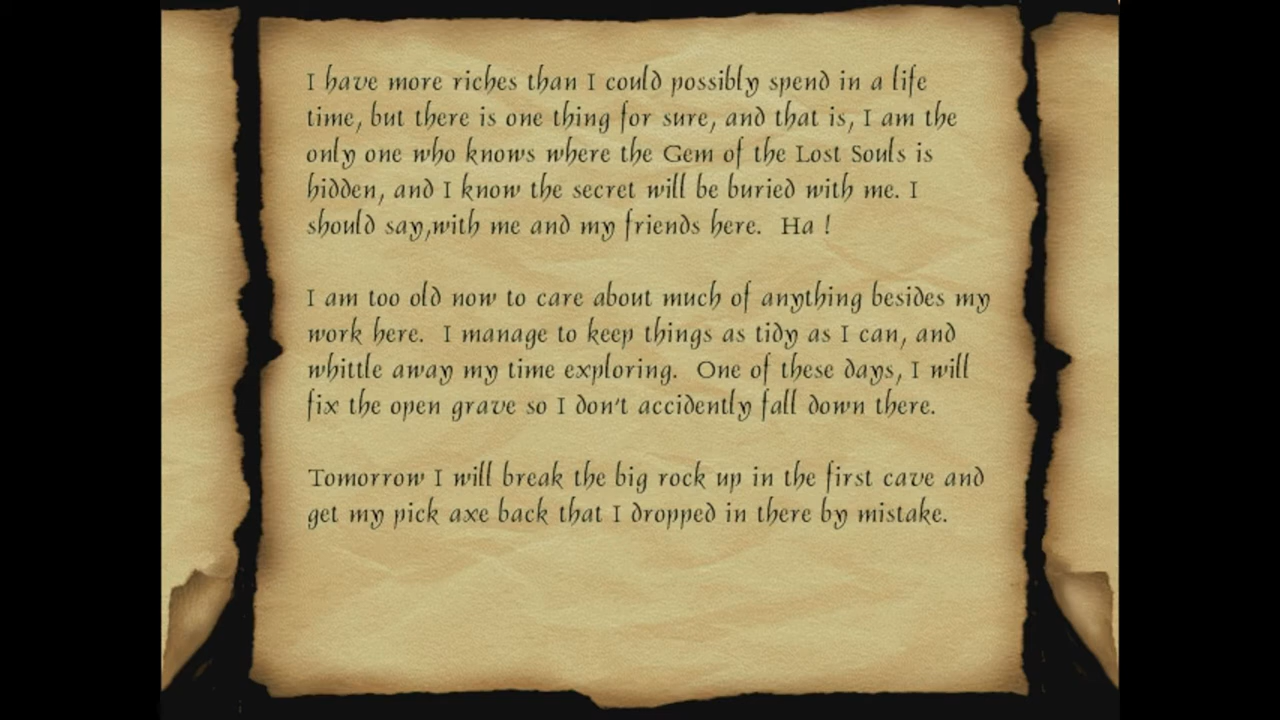 I have more riches than I could possibly spend in a life
time, but there is one thing for sure, and that is, I am the
only one who knows where the Gem of the Lost Souls is
hidden, and I know the secret will be buried with me. I
should say,with me and my friends here.  Ha !
I am too old now to care about much of anything besides my
work here.  I manage to keep things as tidy as I can, and
whittle away my time exploring.  One of these days, I will
fix the open grave so I don't accidently fall down there.
Tomorrow I will break the big rock up in the first cave and
get my pick axe back that I dropped in there by mistake.